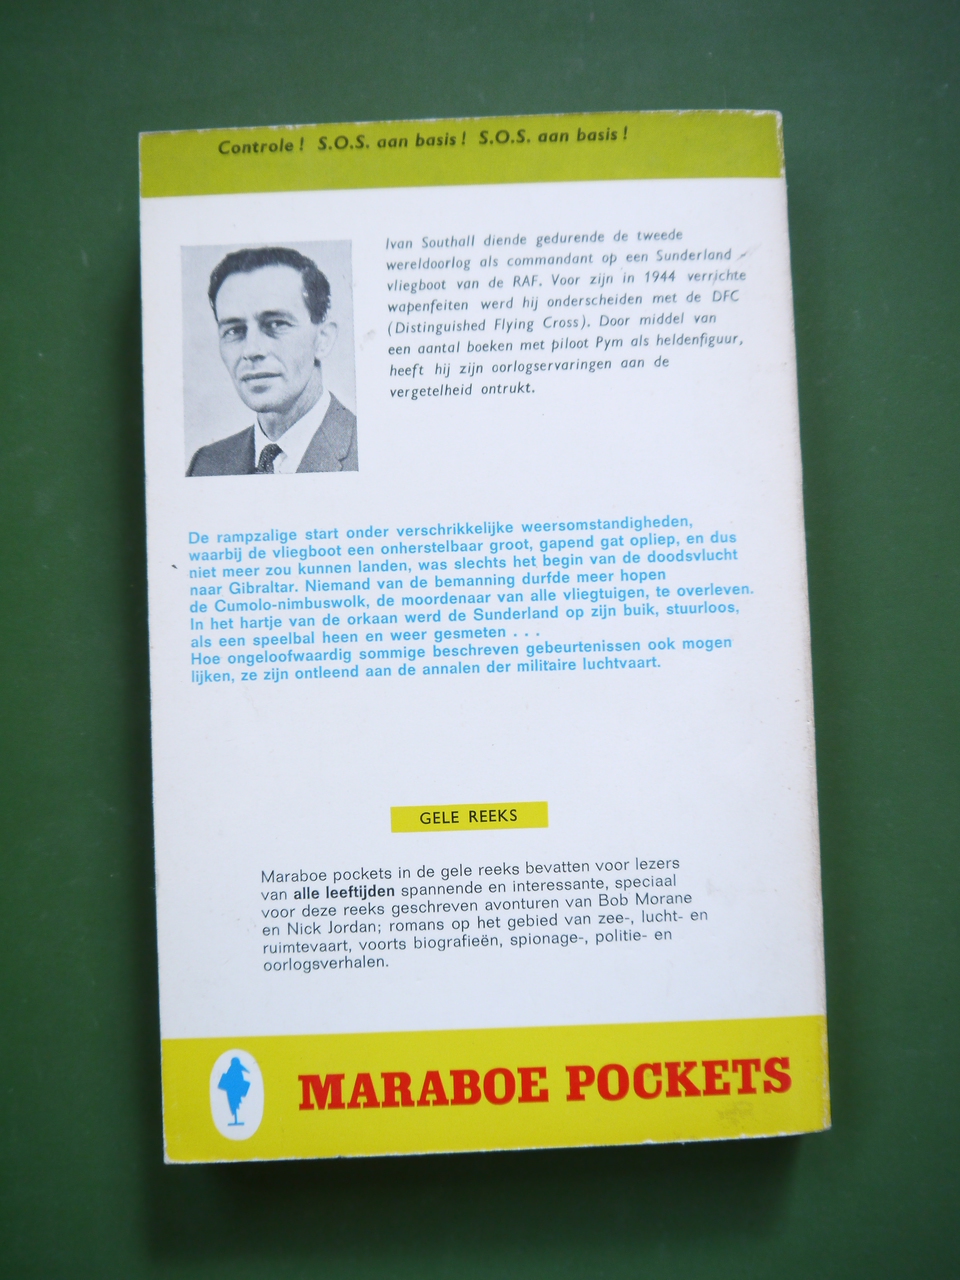 Controle! S.O.S. aan basis! S.O.S. aan basis!
Ivan Southall diende gedurende de tweede
wereldoorlog als commandant op een Sunderland
vliegboot van de RAF. Voor zijn in 1944 verrichte
wapenfeiten werd hij onderscheiden met de DFC
(Distinguished Flying Cross). Door middel van
een aantal boeken met piloot Pym als heldenfiguur,
heeft hij zijn oorlogservaringen aan de
vergetelheid ontrukt.
De rampzalige start onder verschrikkelijke weersomstandigheden,
waarbij de vliegboot een onherstelbaar groot, gapend gat opliep, en dus
niet meer zou kunnen landen, was slechts het begin van de doodsvlucht
naar Gibraltar. Niemand van de bemanning durfde meer hopen
de Cumolo-nimbuswolk, de moordenaar van alle vliegtuigen, te overleven.
In het hartje van de orkaan werd de Sunderland op zijn buik, stuurloos,
als een speelbal heen en weer gesmeten . . .
Hoe ongeloofwaardig sommige beschreven gebeurtenissen ook mogen
lijken, ze zijn ontleend aan de annalen der militaire luchtvaart.
GELE REEKS
Maraboe pockets in de gele reeks bevatten voor lezers
van alle leeftijden spannende en interessante, speciaal
voor deze reeks geschreven avonturen van Bob Morane
en Nick Jordan; romans op het gebied van zee-, lucht- en
ruimtevaart, voorts biografieën, spionage-, politie- en
oorlogsverhalen.
MARABOE POCKETS